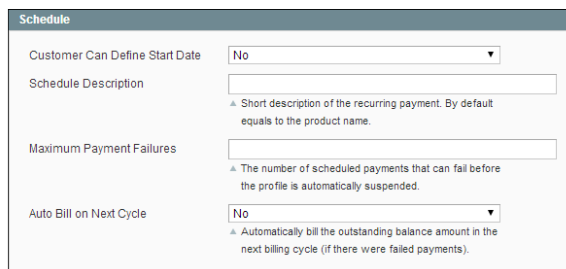 Schedule
Customer Can Define Start Date No
Schedule Description
Short description of the recurring payment. By default
equals to the product name.
Maximum Payment Failures
The number of scheduled payments that can fail before
the profile is automatically suspended.
Auto Bill on Next Cycle No
Automatically bill the outstanding balance amount in the
next billing cycle (if there were failed payments).